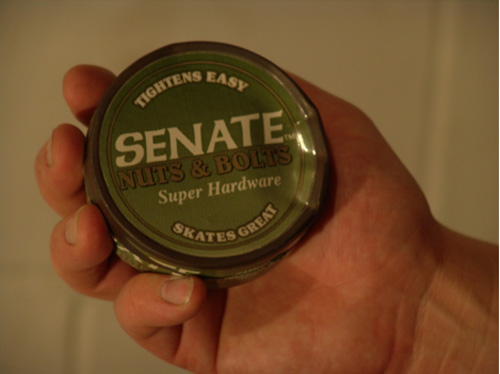 TIGHTENS EASY
SENATE™
NUTS & BOLTS
Super Hardware
SKATES GREAT